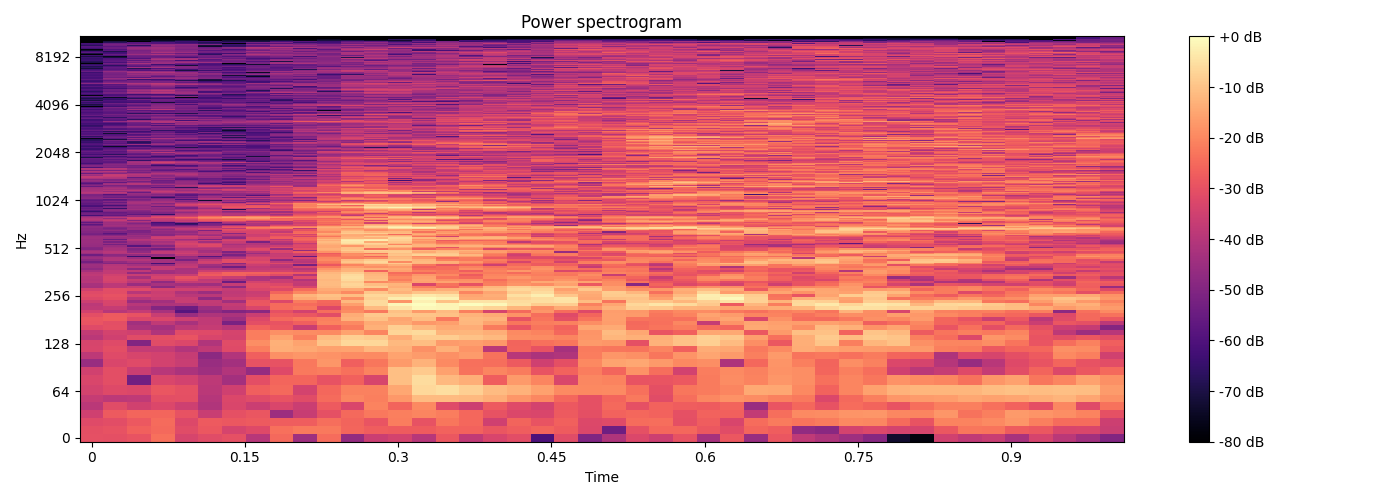 Power spectrogram
Hz
8192
4096
2048
1024
512
256
128
64
0
0
0.15
0.3
0.45
0.6
0.75
0.9
Time
+0 dB
-10 dB
-20 dB
-30 dB
-40 dB
-50 dB
-60 dB
-70 dB
-80 dB